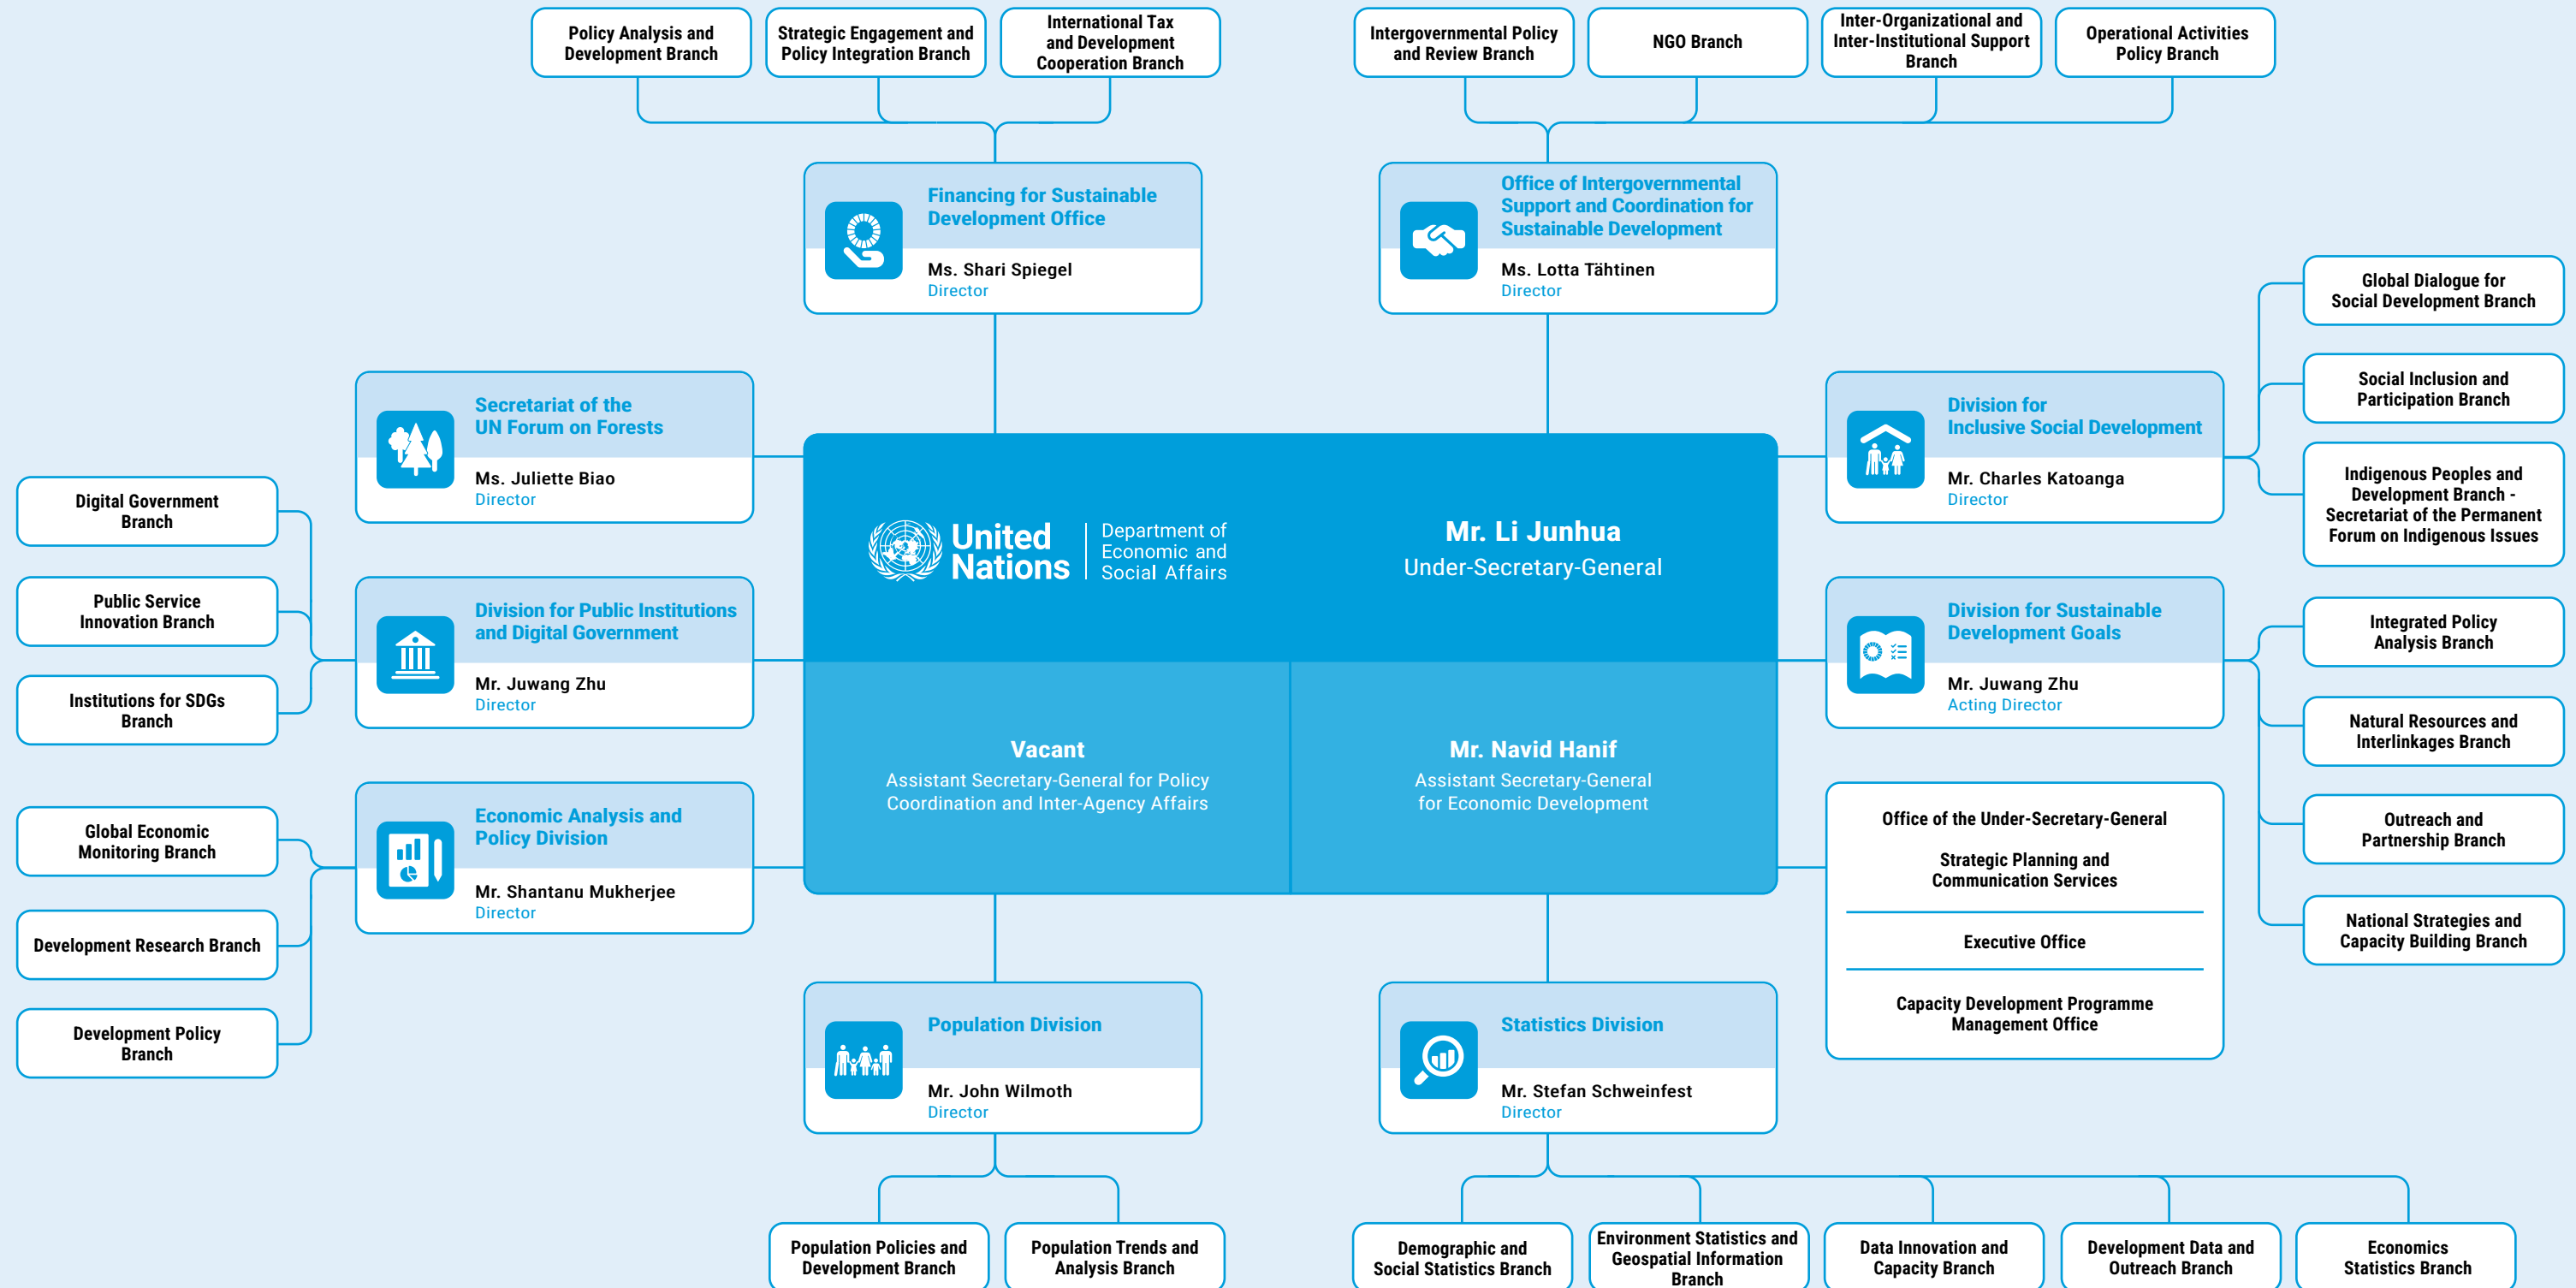 Policy Analysis and
Development Branch
Strategic Engagement and
Policy Integration Branch
International Tax
and Development
Cooperation Branch
Intergovernmental Policy
and Review Branch
NGO Branch
Inter-Organizational and
Inter-Institutional Support
Branch
Operational Activities
Policy Branch
Financing for Sustainable
Development Office
Ms. Shari Spiegel
Director
Office of Intergovernmental
Support and Coordination for
Sustainable Development
Ms. Lotta Tähtinen
Director
Secretariat of the
UN Forum on Forests
Ms. Juliette Biao
Director
Division for
Inclusive Social Development
Mr. Charles Katoanga
Director
Global Dialogue for
Social Development Branch
Social Inclusion and
Participation Branch
Indigenous Peoples and
Development Branch -
Secretariat of the Permanent
Forum on Indigenous Issues
Digital Government
Branch
Public Service
Innovation Branch
Institutions for SDGs
Branch
Division for Public Institutions
and Digital Government
Mr. Juwang Zhu
Director
United
Nations
Department of
Economic and
Social Affairs
Mr. Li Junhua
Under-Secretary-General
Vacant
Assistant Secretary-General for Policy
Coordination and Inter-Agency Affairs
Mr. Navid Hanif
Assistant Secretary-General
for Economic Development
Division for Sustainable
Development Goals
Mr. Juwang Zhu
Acting Director
Integrated Policy
Analysis Branch
Natural Resources and
Interlinkages Branch
Outreach and
Partnership Branch
National Strategies and
Capacity Building Branch
Global Economic
Monitoring Branch
Development Research Branch
Development Policy
Branch
Economic Analysis and
Policy Division
Mr. Shantanu Mukherjee
Director
Office of the Under-Secretary-General
Strategic Planning and
Communication Services
Executive Office
Capacity Development Programme
Management Office
Population Division
Mr. John Wilmoth
Director
Statistics Division
Mr. Stefan Schweinfest
Director
Population Policies and
Development Branch
Population Trends and
Analysis Branch
Demographic and
Social Statistics Branch
Environment Statistics and
Geospatial Information
Branch
Data Innovation and
Capacity Branch
Development Data and
Outreach Branch
Economics
Statistics Branch